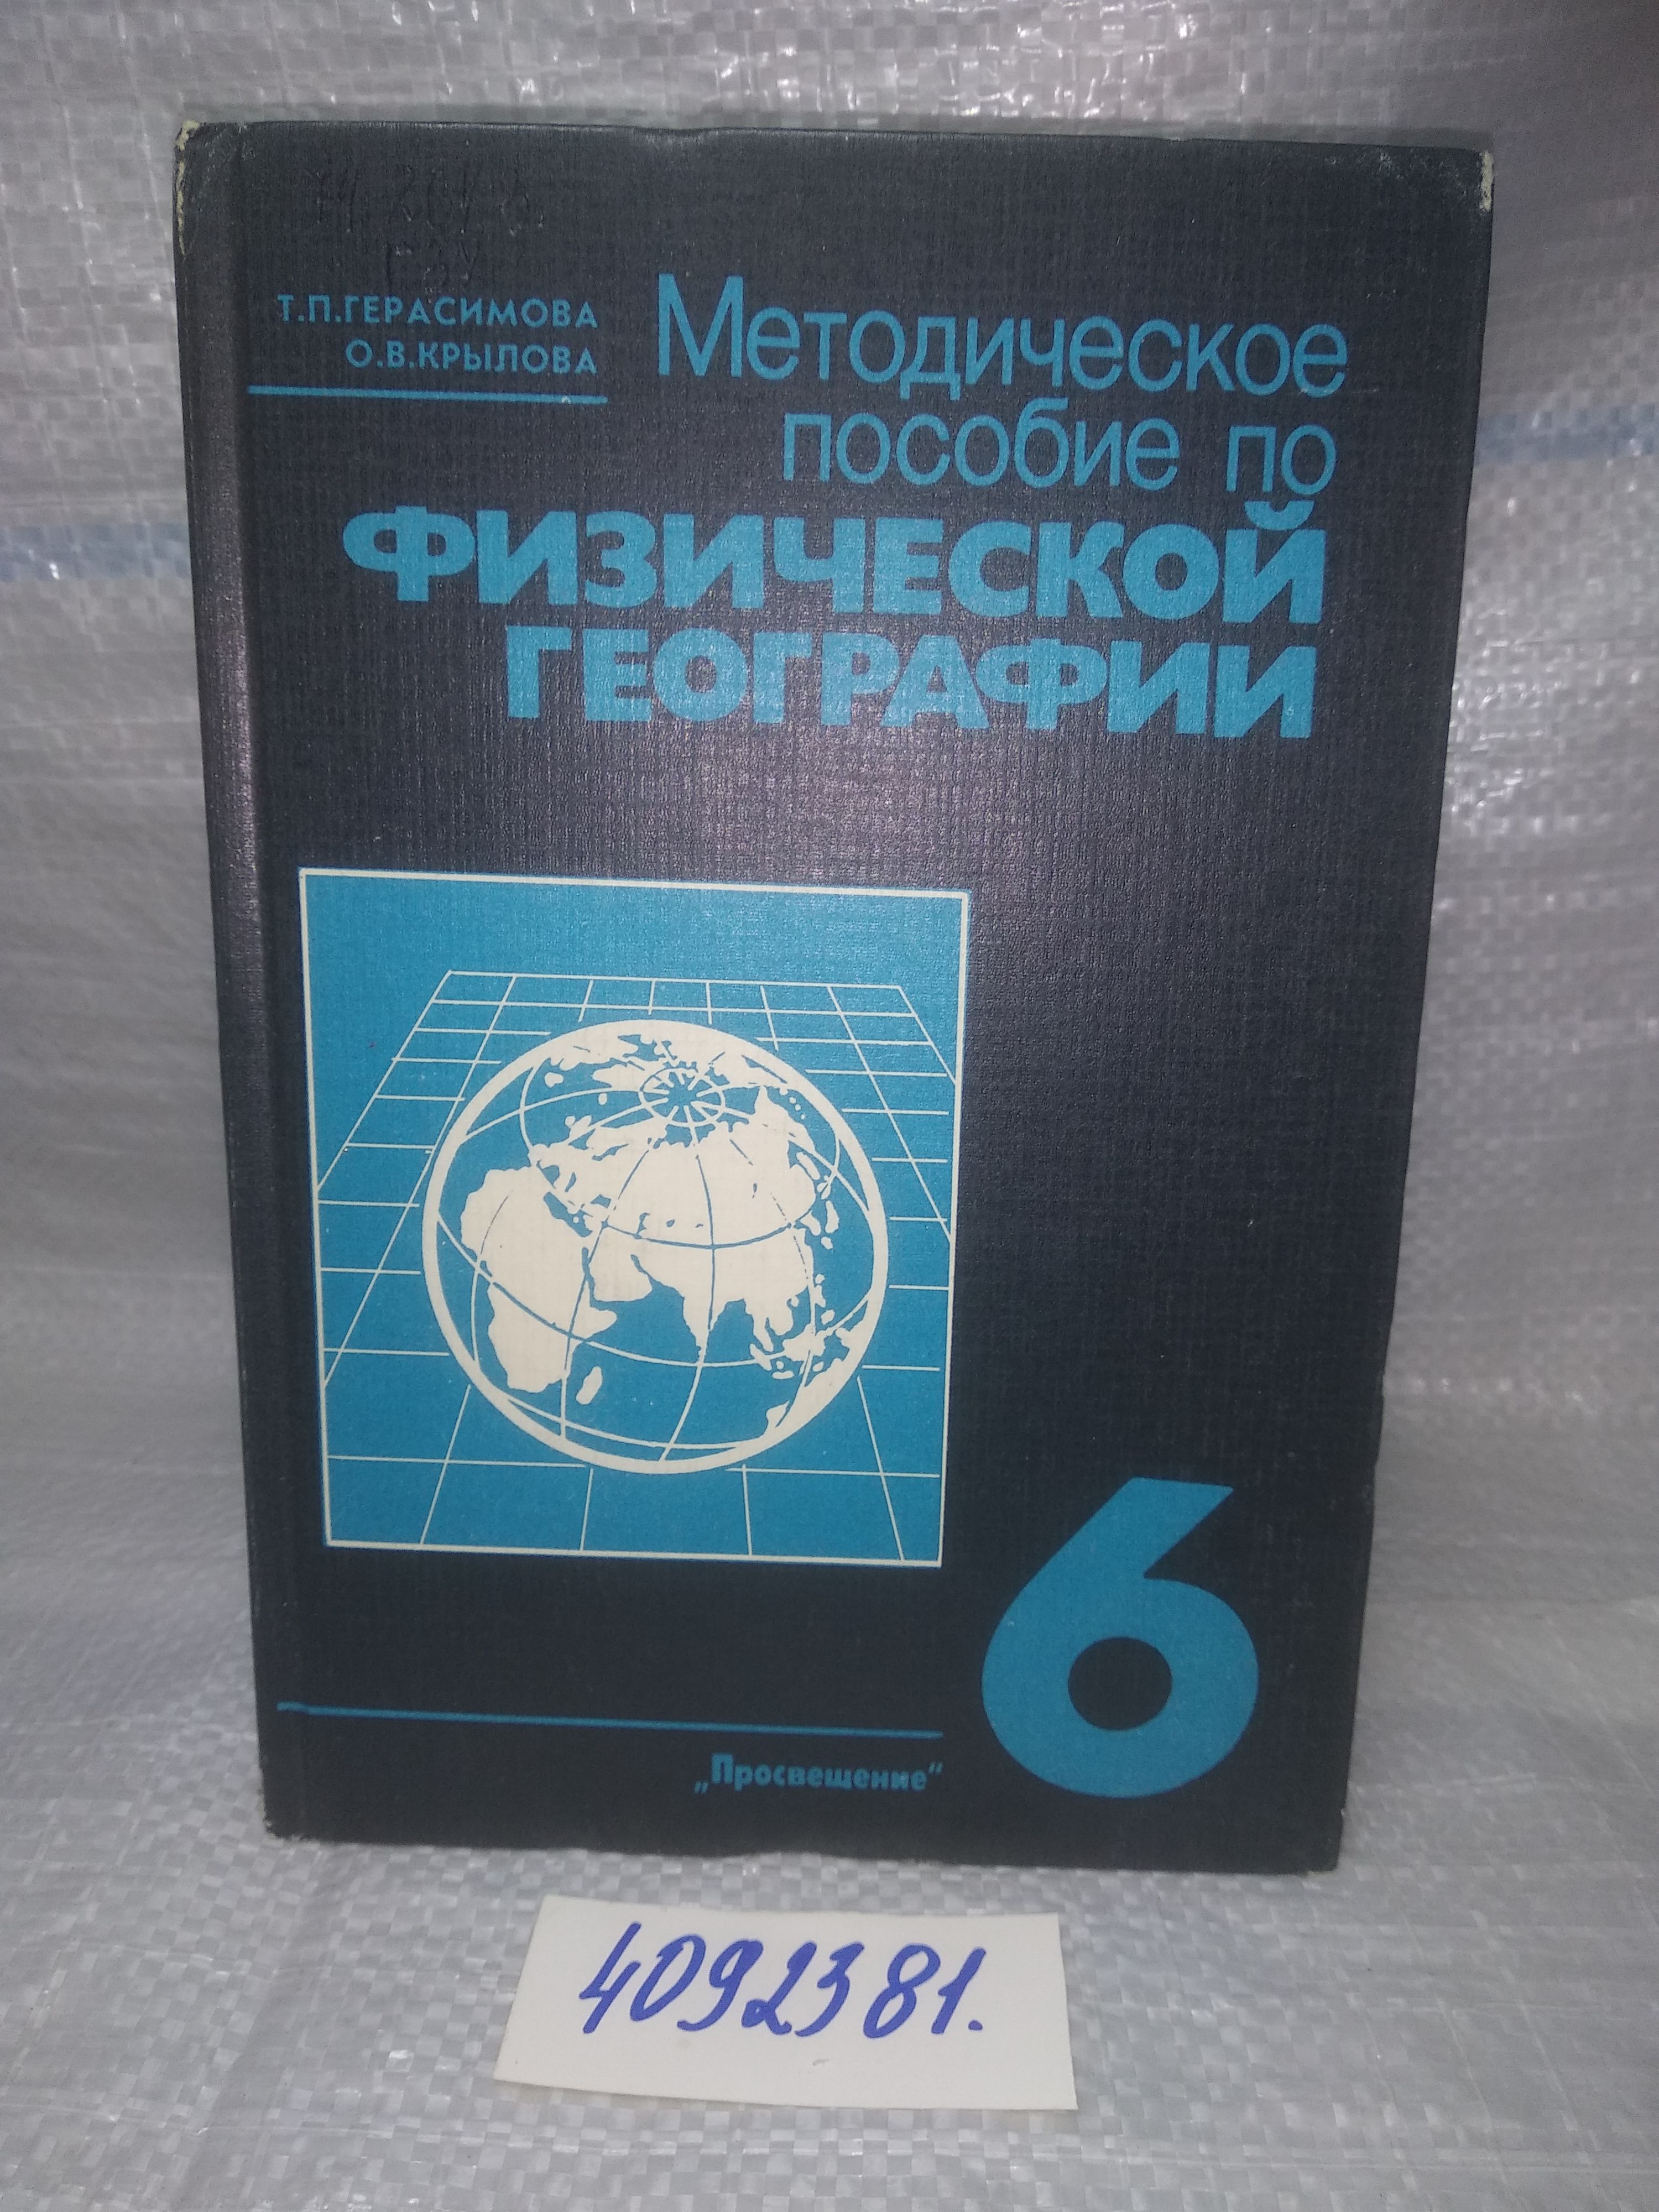 Т.П.ГЕРАСИМОВА
О.В.КРЫЛОВА
Методическое
пособие по
ФИЗИЧЕСКОЙ
ГЕОГРАФИИ
6
„Просвещение“
4092381.